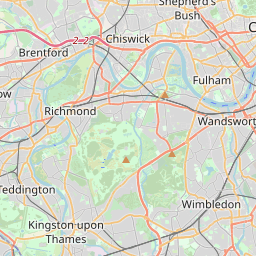 Shepherd's
Bush
Chiswick
Brentford
Fulham
Richmond
Wandswort
Teddington
Wimbledon
Kingston upon
Thames